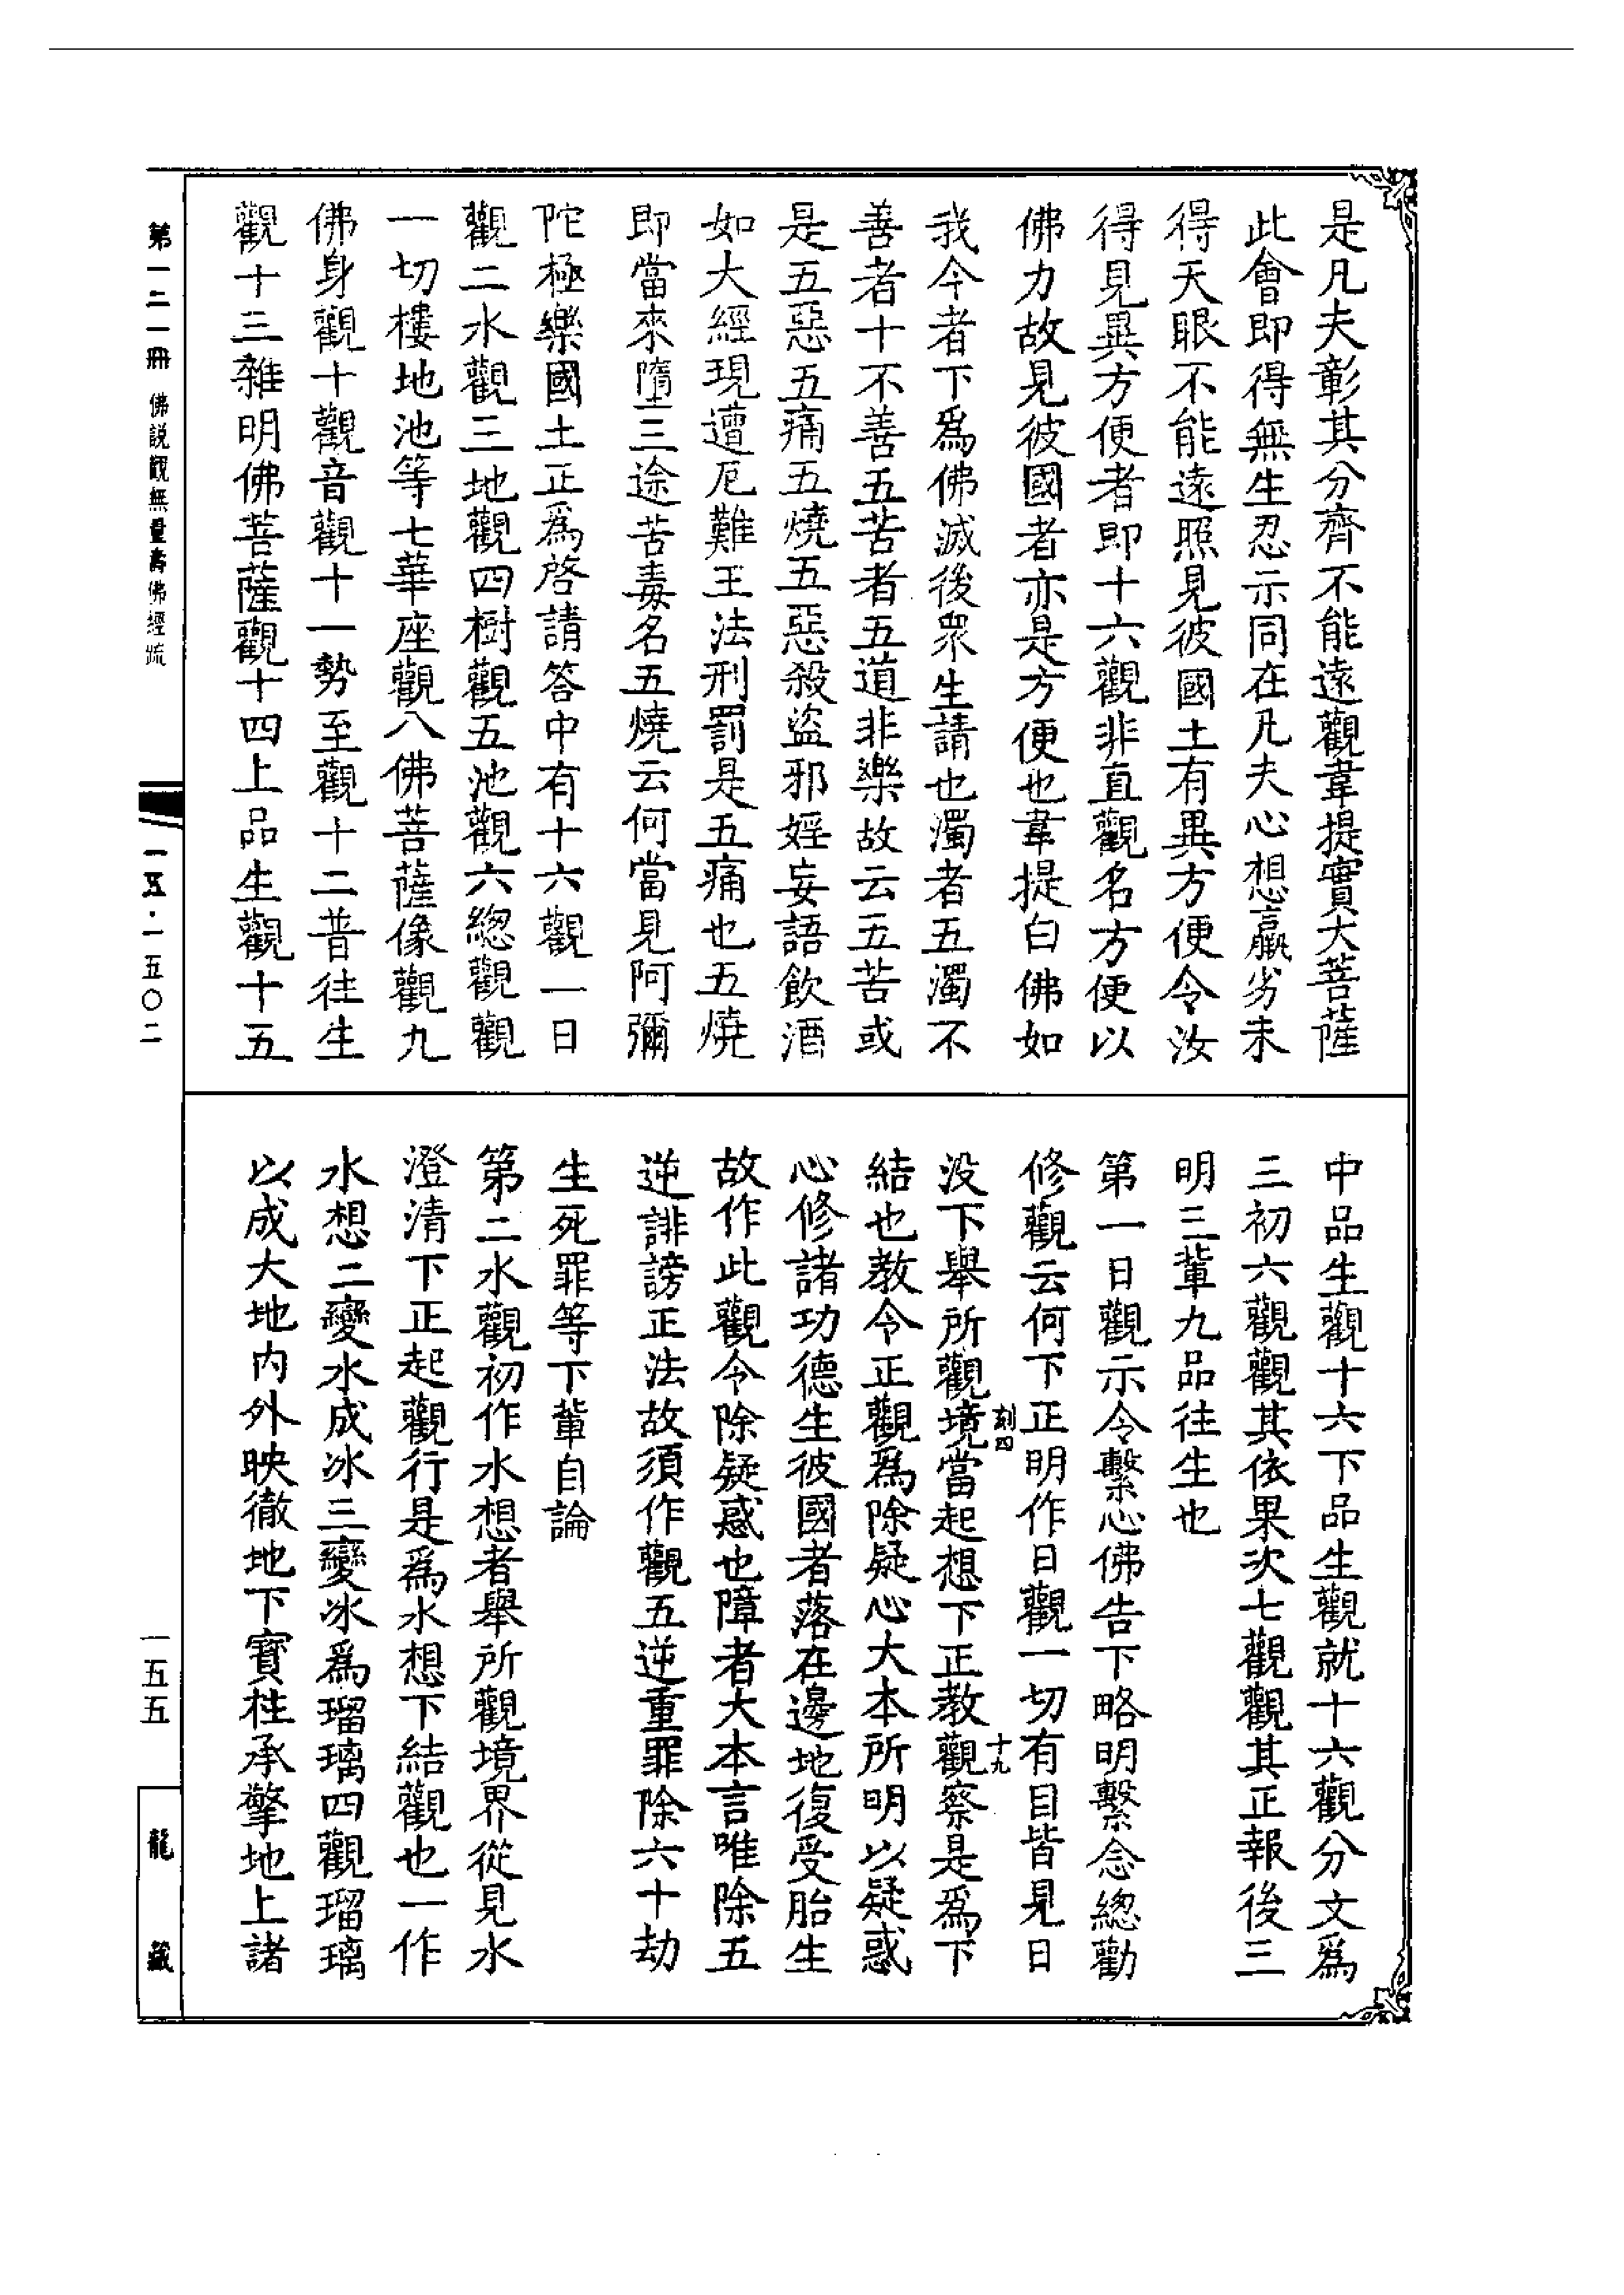 是凡夫彰其分齊不能遠觀韋提實大菩薩
此會即得無生忍示同在凡夫心想羸劣未
得天眼不能遠照見彼國土有異方便令汝
得見異方便者即十六觀非直觀名方便以
佛力故見彼國者亦是方便也韋提白佛如
我今者下爲佛滅後眾生請也濁者五濁不
善者十不善五苦者五道非樂故云五苦或
是五惡五痛五燒五惡殺盜邪婬妄語飲酒
如大經現遭厄難王法刑罰是五痛也五燒
即當來墮三途苦毒名五燒云何當見阿彌
陀極樂國土正爲啓請答中有十六觀一日
觀二水觀三地觀四樹觀五池觀六總觀觀
一切樓地池等七華座觀八佛菩薩像觀九
佛身觀十觀音觀十一勢至觀十二普往生
觀十三雜明佛菩薩觀十四上品生觀十五
中品生觀十六下品生觀就十六觀分文爲
三初六觀觀其依果次七觀觀其正報後三
明三輩九品往生也
第一日觀示令繫心佛告下略明繫念總勸
修觀云何下正明作日觀一切有目皆見日
刻四
十九
没下舉所觀境當起想下正教觀察是爲下
結也教令正觀爲除疑心大本所明以疑惑
心修諸功德生彼國者落在邊地復受胎生
故作此觀令除疑惑也障者大本言唯除五
逆誹謗正法故須作觀五逆重罪除六十劫
生死罪等下輩自論
第二水觀初作水想者舉所觀境界從見水
澄清下正起觀行是爲水想下結觀也一作
水想二變水成冰三變冰爲瑠璃四觀瑠璃
以成大地内外映徹地下寶柱承擎地上諸
第一二一冊 佛説觀無量壽佛經疏
一五·一五〇二
一五五
龍藏